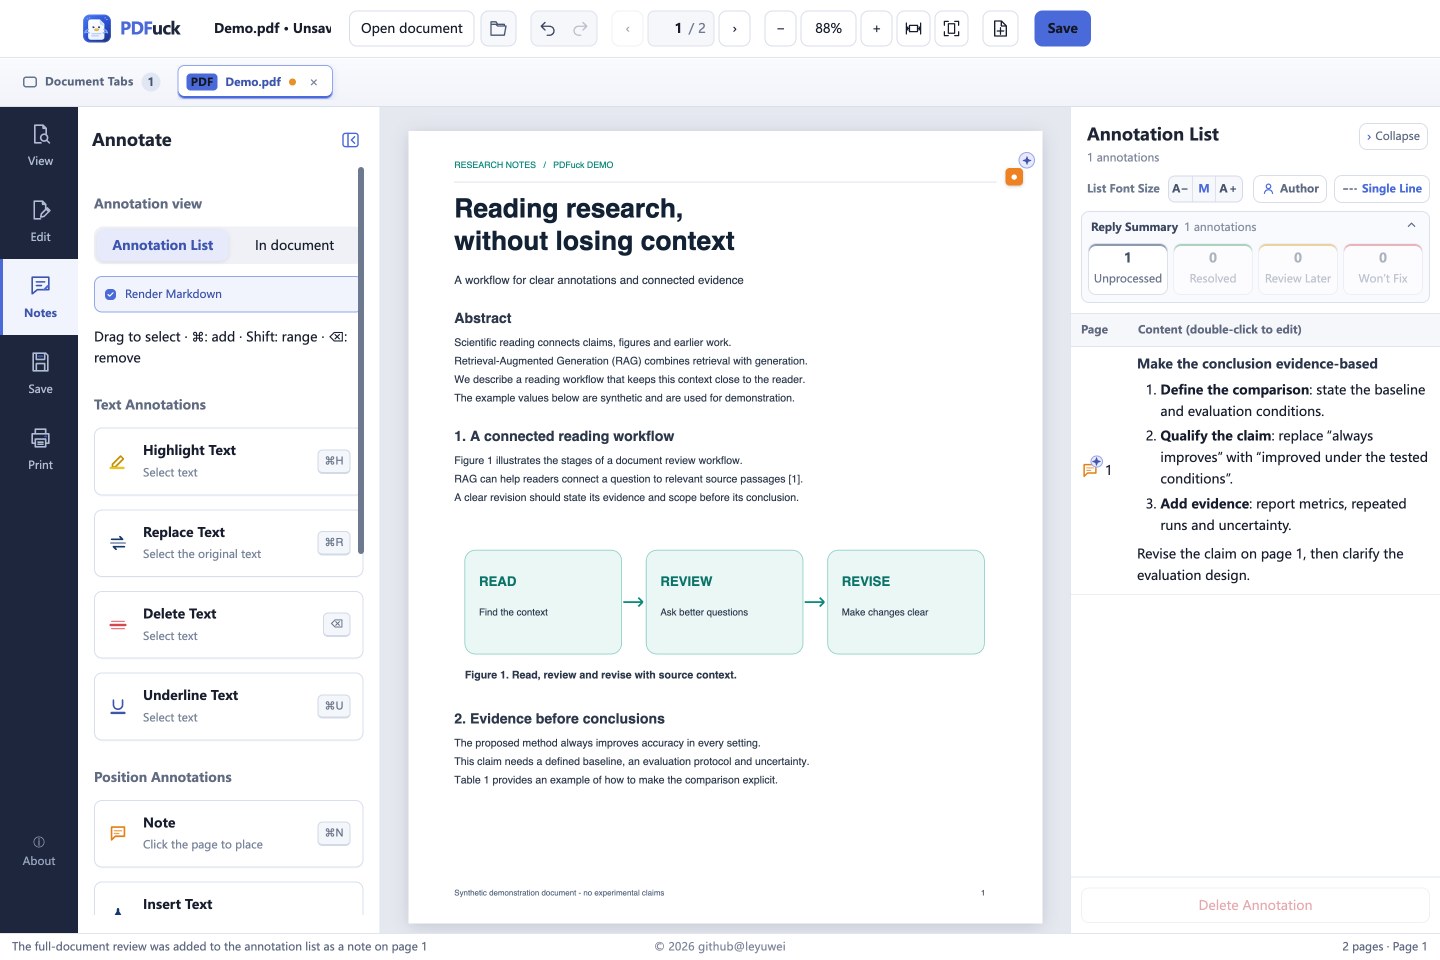 PDFuck
Demo.pdf • Unsav
Open document
1 / 2
88%
Save
Document Tabs 1
PDF Demo.pdf
View
Edit
Notes
Save
Print
About
Annotate
Annotation view
Annotation List
In document
Render Markdown
Drag to select · ⌘: add · Shift: range · ⌫:
remove
Text Annotations
Highlight Text
Select text
⌘H
Replace Text
Select the original text
⌘R
Delete Text
Select text
⌫
Underline Text
Select text
⌘U
Position Annotations
Note
Click the page to place
⌘N
Insert Text
RESEARCH NOTES / PDFuck DEMO
Reading research,
without losing context
A workflow for clear annotations and connected evidence
Abstract
Scientific reading connects claims, figures and earlier work.
Retrieval-Augmented Generation (RAG) combines retrieval with generation.
We describe a reading workflow that keeps this context close to the reader.
The example values below are synthetic and are used for demonstration.
1. A connected reading workflow
Figure 1 illustrates the stages of a document review workflow.
RAG can help readers connect a question to relevant source passages [1].
A clear revision should state its evidence and scope before its conclusion.
READ
Find the context
REVIEW
Ask better questions
REVISE
Make changes clear
Figure 1. Read, review and revise with source context.
2. Evidence before conclusions
The proposed method always improves accuracy in every setting.
This claim needs a defined baseline, an evaluation protocol and uncertainty.
Table 1 provides an example of how to make the comparison explicit.
Synthetic demonstration document - no experimental claims
1
Annotation List
› Collapse
1 annotations
List Font Size A− M A+
Author
Single Line
Reply Summary 1 annotations
1
Unprocessed
0
Resolved
0
Review Later
0
Won't Fix
Page
Content (double-click to edit)
1
Make the conclusion evidence-based
1. Define the comparison: state the baseline
and evaluation conditions.
2. Qualify the claim: replace “always
improves” with “improved under the tested
conditions”.
3. Add evidence: report metrics, repeated
runs and uncertainty.
Revise the claim on page 1, then clarify the
evaluation design.
Delete Annotation
The full-document review was added to the annotation list as a note on page 1
© 2026 github@leyuwei
2 pages · Page 1